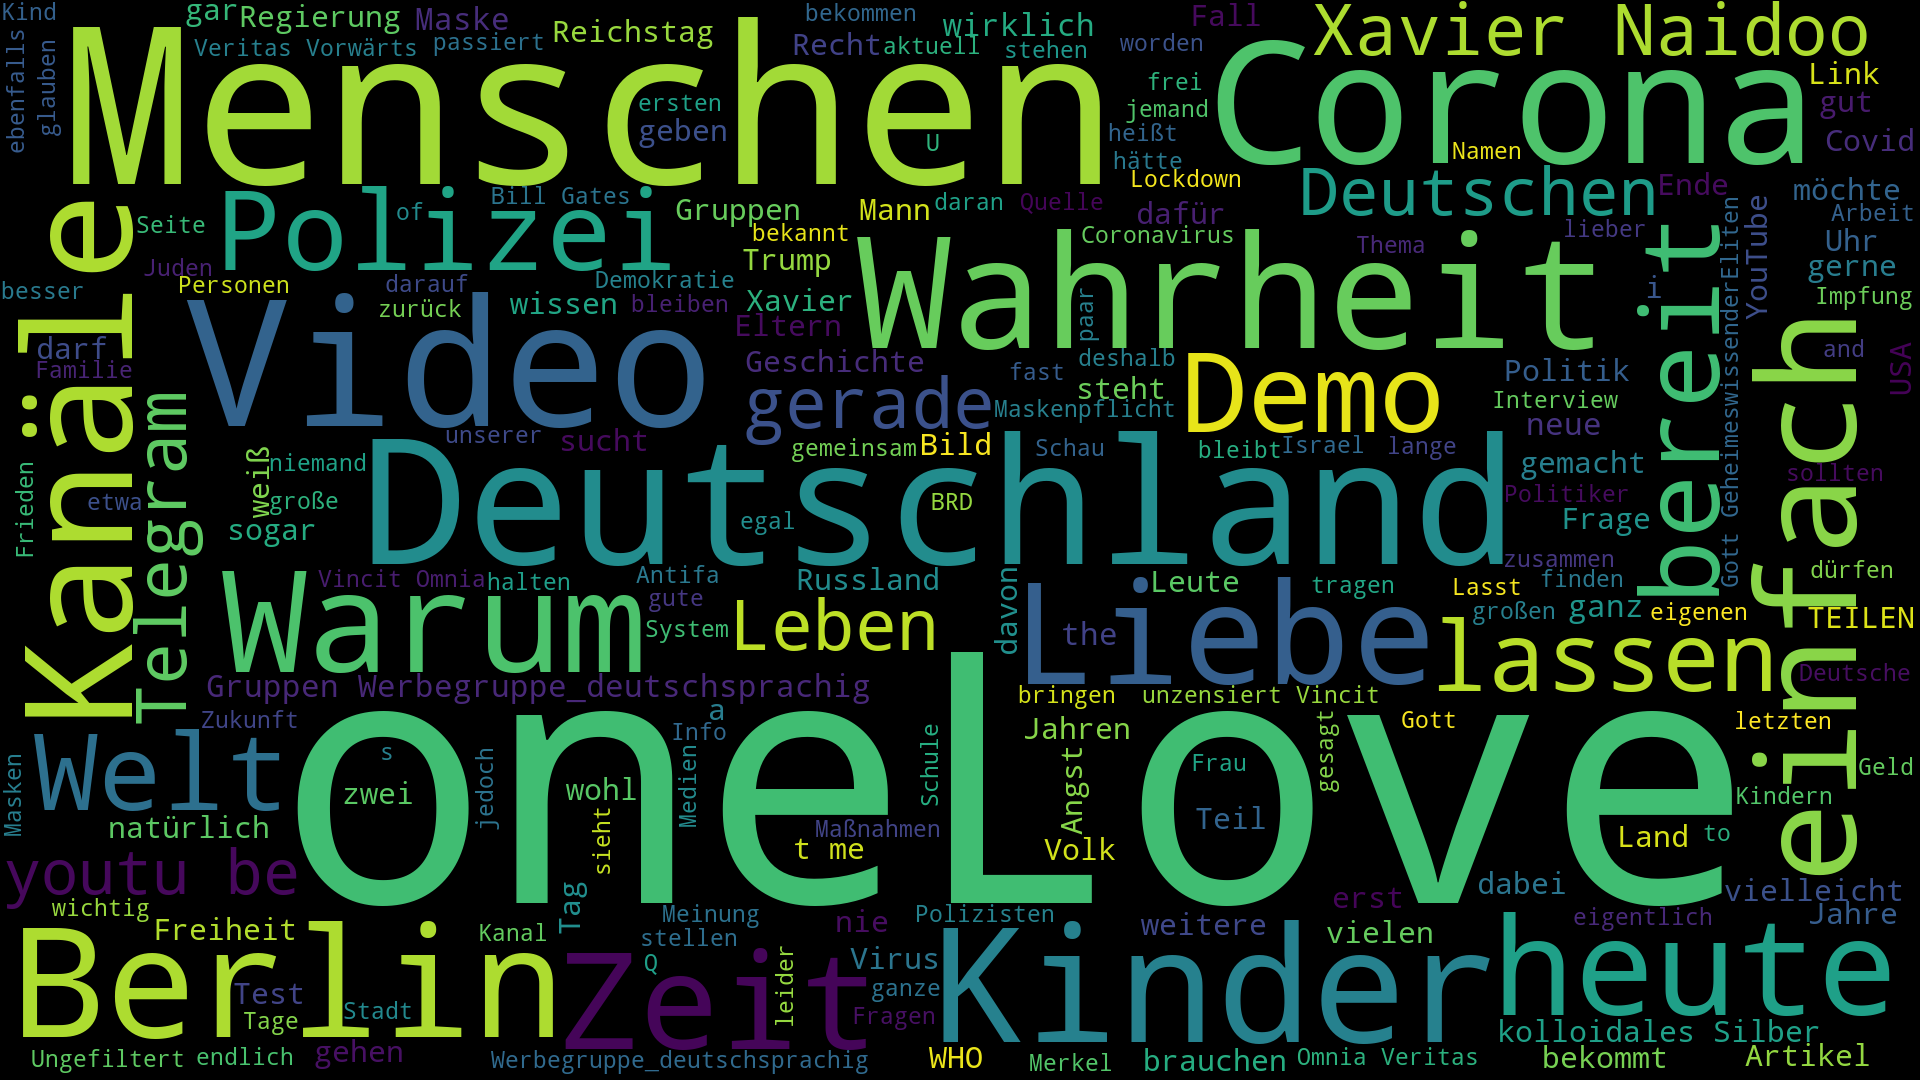 Kind
gar
Regierung
Maske
bekommen
wirklich
Fall
Xavier Naidoo
Veritas Vorwärts
passiert
Reichstag
Recht
aktuell
stehen
worden
ebenfalls
glauben
Menschen
Corona
Link
frei
ersten
jemand
gut
geben
U
heißt
Covid
hätte
Namen
Lockdown
Deutschen
Ende
möchte
Polizei
Bill Gates
of
Gruppen
Mann
daran
Quelle
dafür
Arbeit
Seite
bekannt
Coronavirus
lieber
YouTube
Uhr
Juden
Trump
Wahrheit
Thema
gerne
besser
Personen
darauf
Demokratie
i
Impfung
zurück
wissen
bleiben
Xavier
paar
bereit
Gott GeheimeswissenderEliten
Kanäle
Video
Eltern
darf
Familie
Geschichte
fast
deshalb
Demo
Politik
and
USA
gerade
steht
Maskenpflicht
Interview
einfach
Telegram
unserer
sucht
gemeinsam
Bild
Schau
bleibt
Israel
lange
neue
Frieden
weiß
niemand
Deutschland
gemacht
sollten
etwa
große
BRD
Politiker
sogar
egal
Frage
zusammen
Vincit Omnia
halten
Antifa
Russland
davon
Leute
tragen
Lasst
finden
dürfen
Warum
gute
Leben
Liebe
großen
ganz
eigenen
TEILEN
System
the
lassen
Deutsche
Gruppen Werbegruppe_deutschsprachig
bringen
unzensiert Vincit
Zukunft
a
Info
Jahren
Gott
letzten
Welt
oneLove
s
jedoch
Medien
Schule
Angst
gesagt
Frau
Geld
Masken
zwei
wohl
Kindern
natürlich
sieht
Maßnahmen
Teil
Land
to
t me
Volk
youtu be
Tag
erst
dabei
vielleicht
wichtig
Meinung
nie
Polizisten
eigentlich
Jahre
Berlin
Freiheit
Kanal
stellen
weitere
vielen
heute
Q
Zeit
leider
Virus
Kinder
Test
ganze
Stadt
Tage
Fragen
kolloidales Silber
Ungefiltert
endlich
gehen
Werbegruppe_deutschsprachig
WHO
Merkel
brauchen
Omnia Veritas
bekommt
Artikel